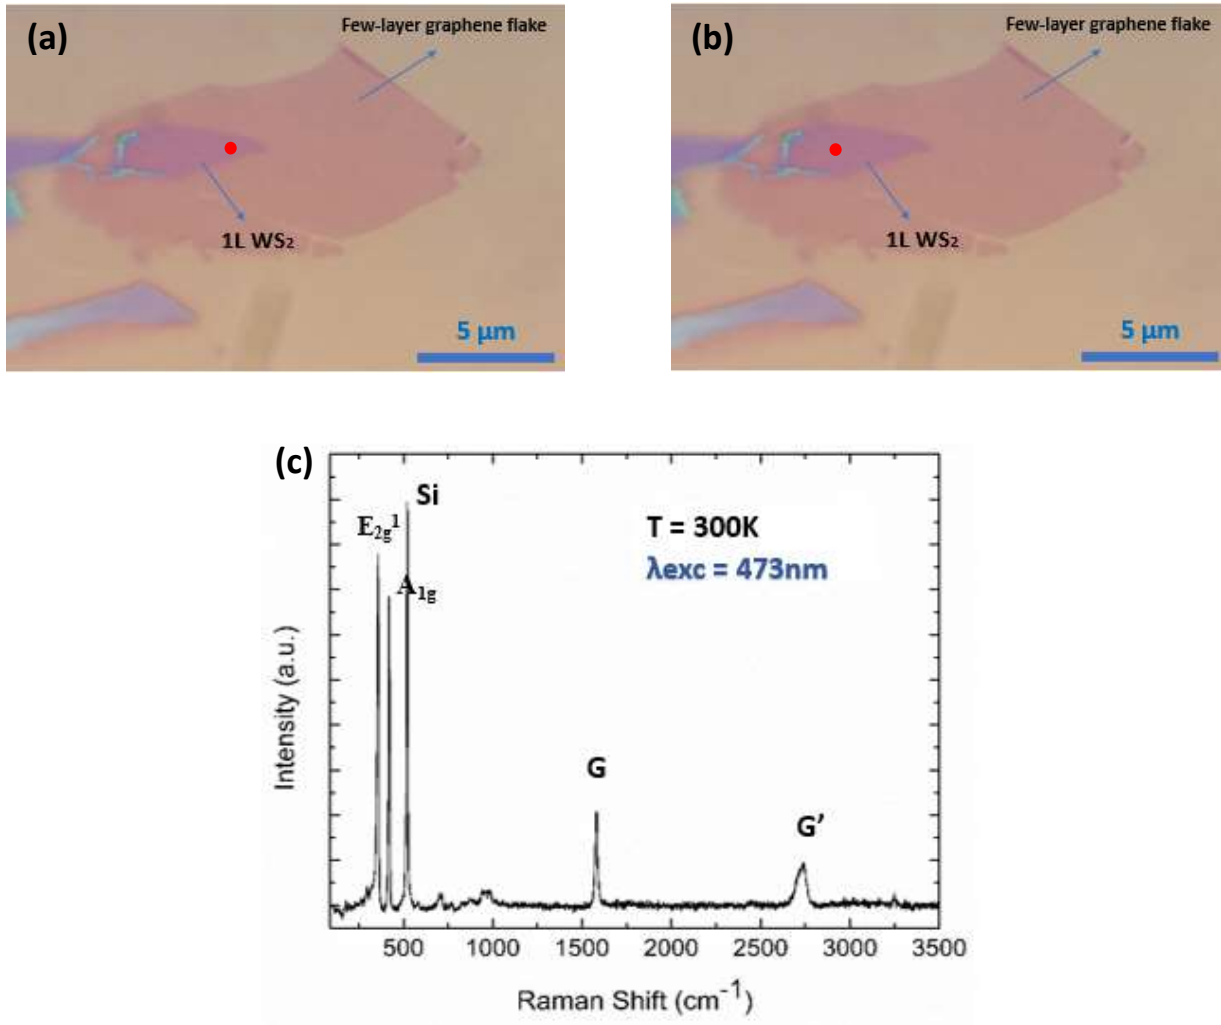 (a)
Few-layer graphene flake
1L WS₂
5 μm
(b)
Few-layer graphene flake
1L WS₂
5 μm
(c)
Si
E₂g¹
A₁g
T = 300K
λexc = 473nm
G
G’
Intensity (a.u.)
500 1000 1500 2000 2500 3000 3500
Raman Shift (cm⁻¹)